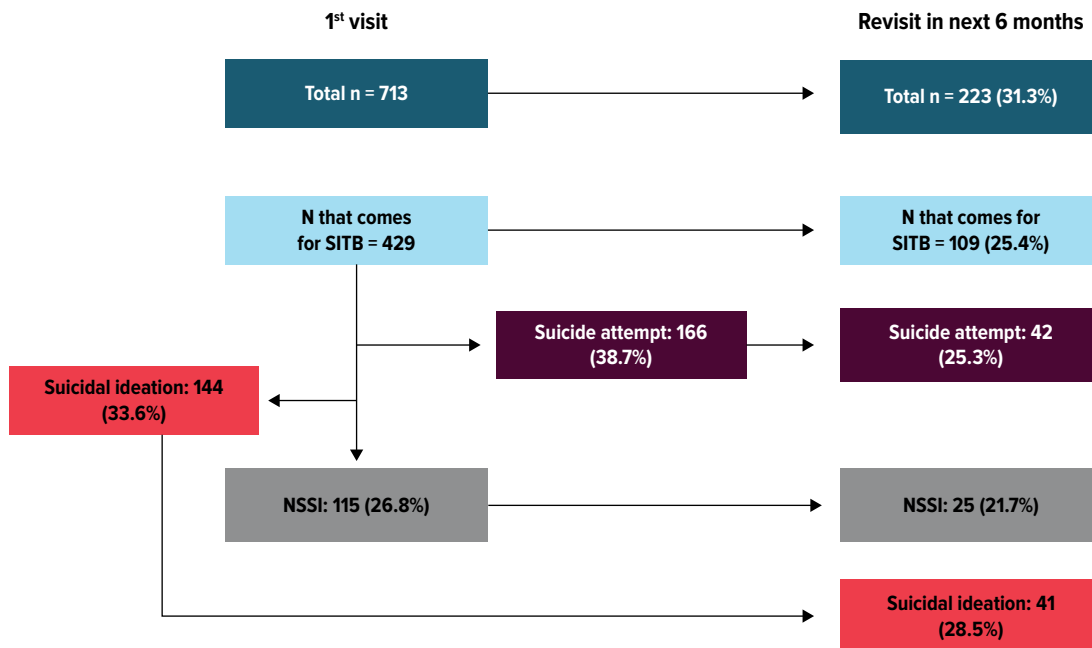 1st visit
Revisit in next 6 months
Total n = 713
Total n = 223 (31.3%)
N that comes
for SITB = 429
N that comes for
SITB = 109 (25.4%)
Suicide attempt: 166
(38.7%)
Suicide attempt: 42
(25.3%)
Suicidal ideation: 144
(33.6%)
NSSI: 115 (26.8%)
NSSI: 25 (21.7%)
Suicidal ideation: 41
(28.5%)